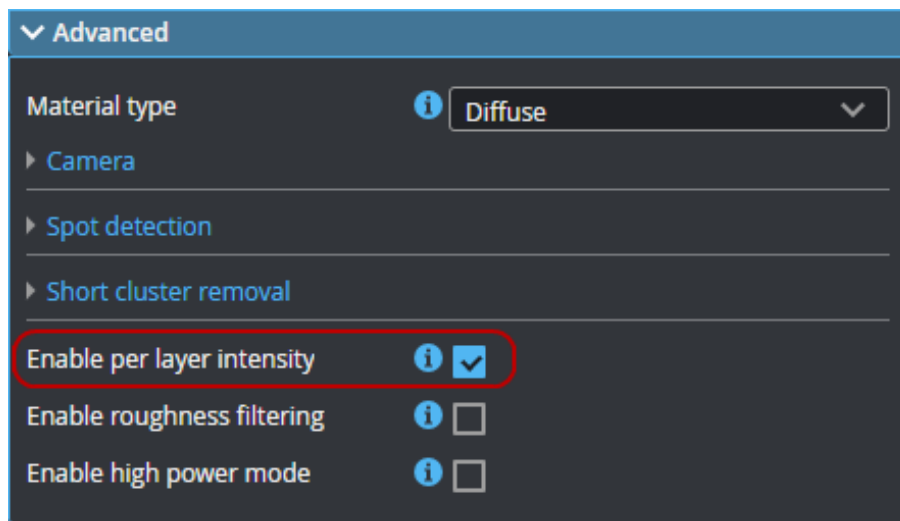 Advanced
Material type Diffuse
Camera
Spot detection
Short cluster removal
Enable per layer intensity
Enable roughness filtering
Enable high power mode